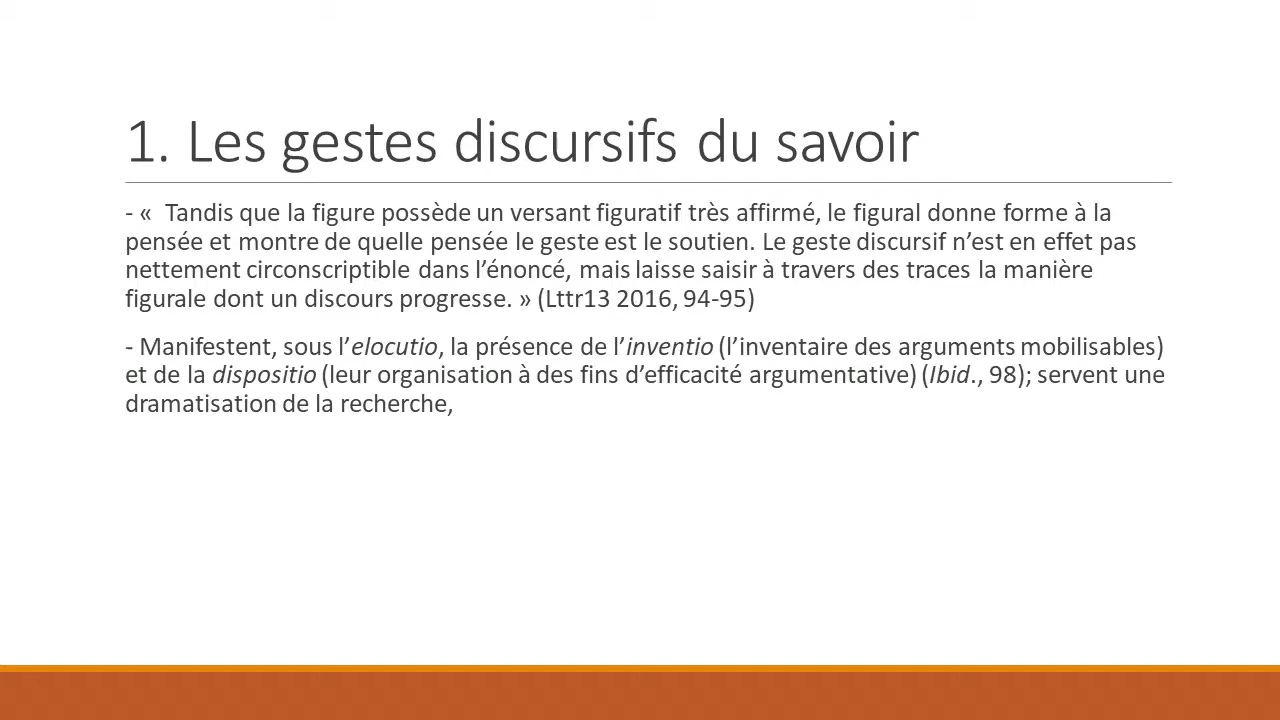 1. Les gestes discursifs du savoir
- «  Tandis que la figure possède un versant figuratif très affirmé, le figural donne forme à la
pensée et montre de quelle pensée le geste est le soutien. Le geste discursif n’est en effet pas
nettement circonscriptible dans l’énoncé, mais laisse saisir à travers des traces la manière
figurale dont un discours progresse. » (Lttr13 2016, 94-95)
- Manifestent, sous l’elocutio, la présence de l’inventio (l’inventaire des arguments mobilisables)
et de la dispositio (leur organisation à des fins d’efficacité argumentative) (Ibid., 98); servent une
dramatisation de la recherche,